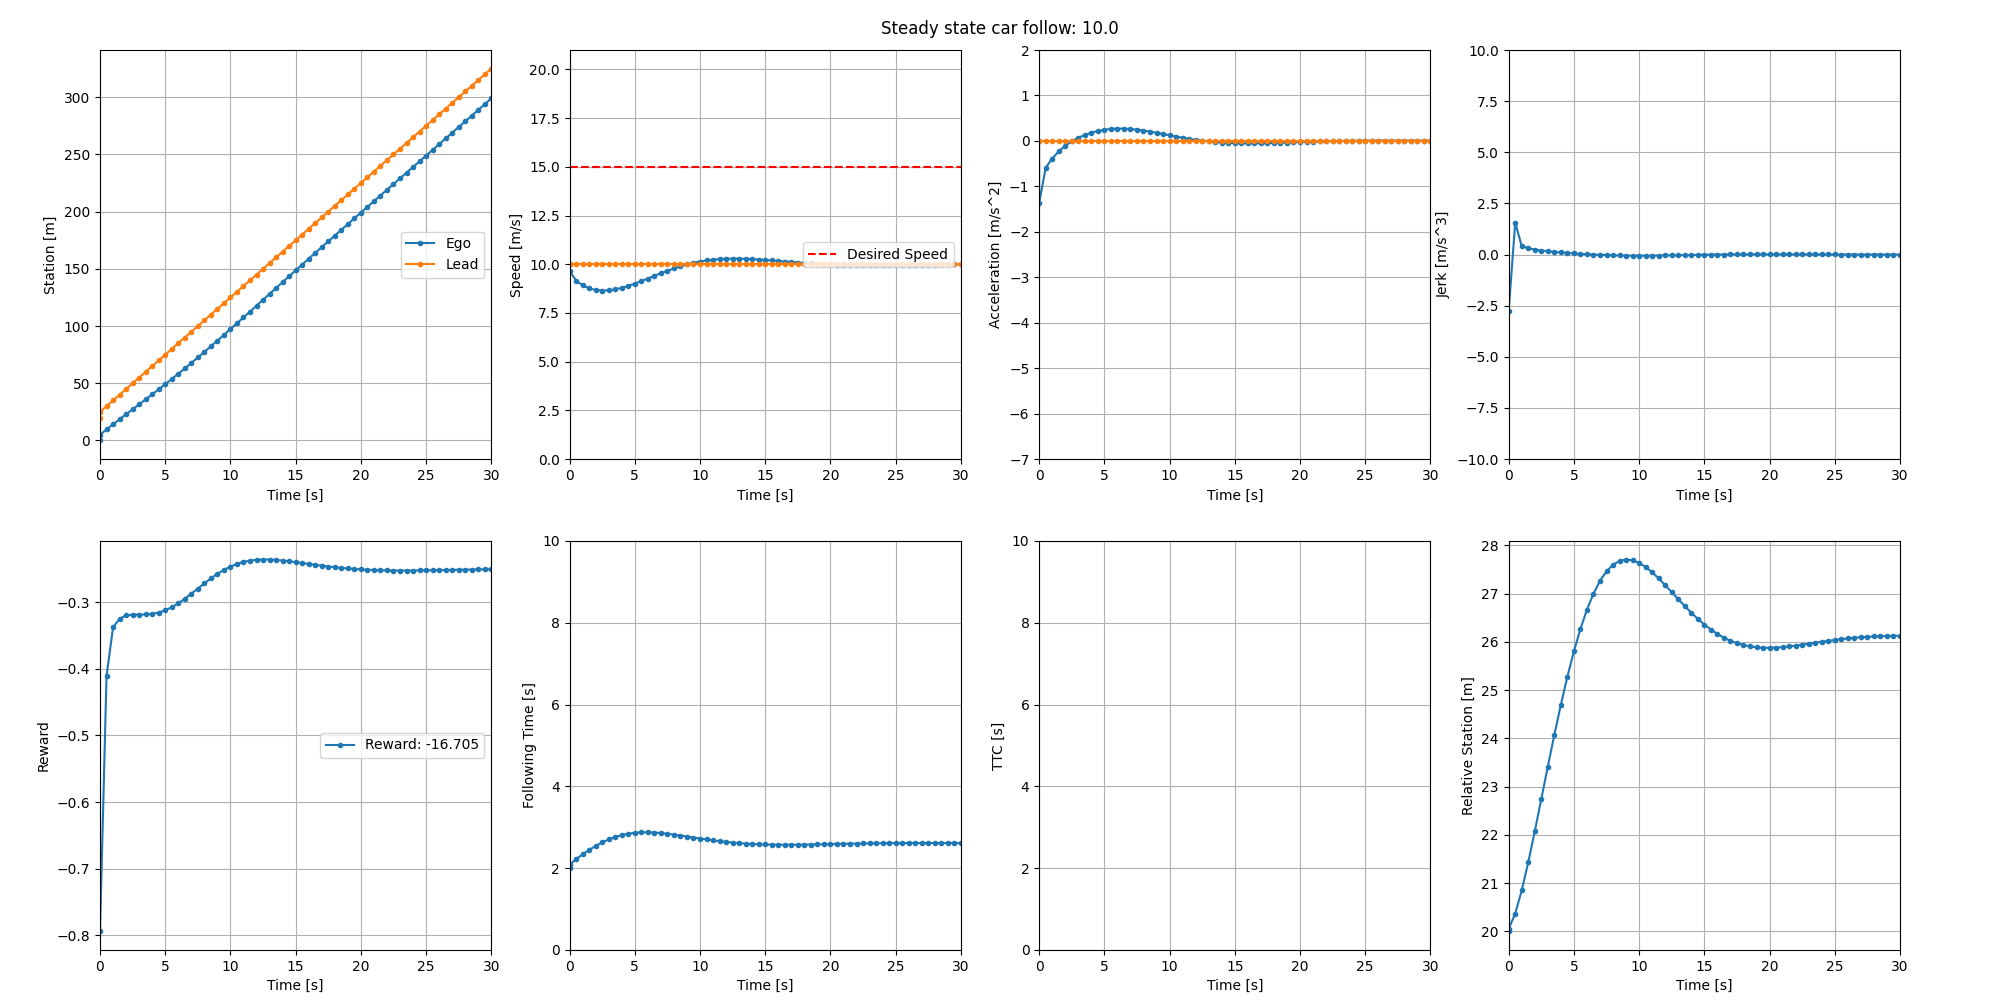 Steady state car follow: 10.0
Station [m]
300
250
200
150
100
50
0
Ego
Lead
0 5 10 15 20 25 30
Time [s]
Speed [m/s]
20.0
17.5
15.0
12.5
10.0
7.5
5.0
2.5
0.0
Desired Speed
0 5 10 15 20 25 30
Time [s]
Acceleration [m/s^2]
2
1
0
−1
−2
−3
−4
−5
−6
−7
0 5 10 15 20 25 30
Time [s]
Jerk [m/s^3]
10.0
7.5
5.0
2.5
0.0
−2.5
−5.0
−7.5
−10.0
0 5 10 15 20 25 30
Time [s]
Reward
−0.3
−0.4
−0.5
−0.6
−0.7
−0.8
Reward: -16.705
0 5 10 15 20 25 30
Time [s]
Following Time [s]
10
8
6
4
2
0
0 5 10 15 20 25 30
Time [s]
TTC [s]
10
8
6
4
2
0
0 5 10 15 20 25 30
Time [s]
Relative Station [m]
28
27
26
25
24
23
22
21
20
0 5 10 15 20 25 30
Time [s]